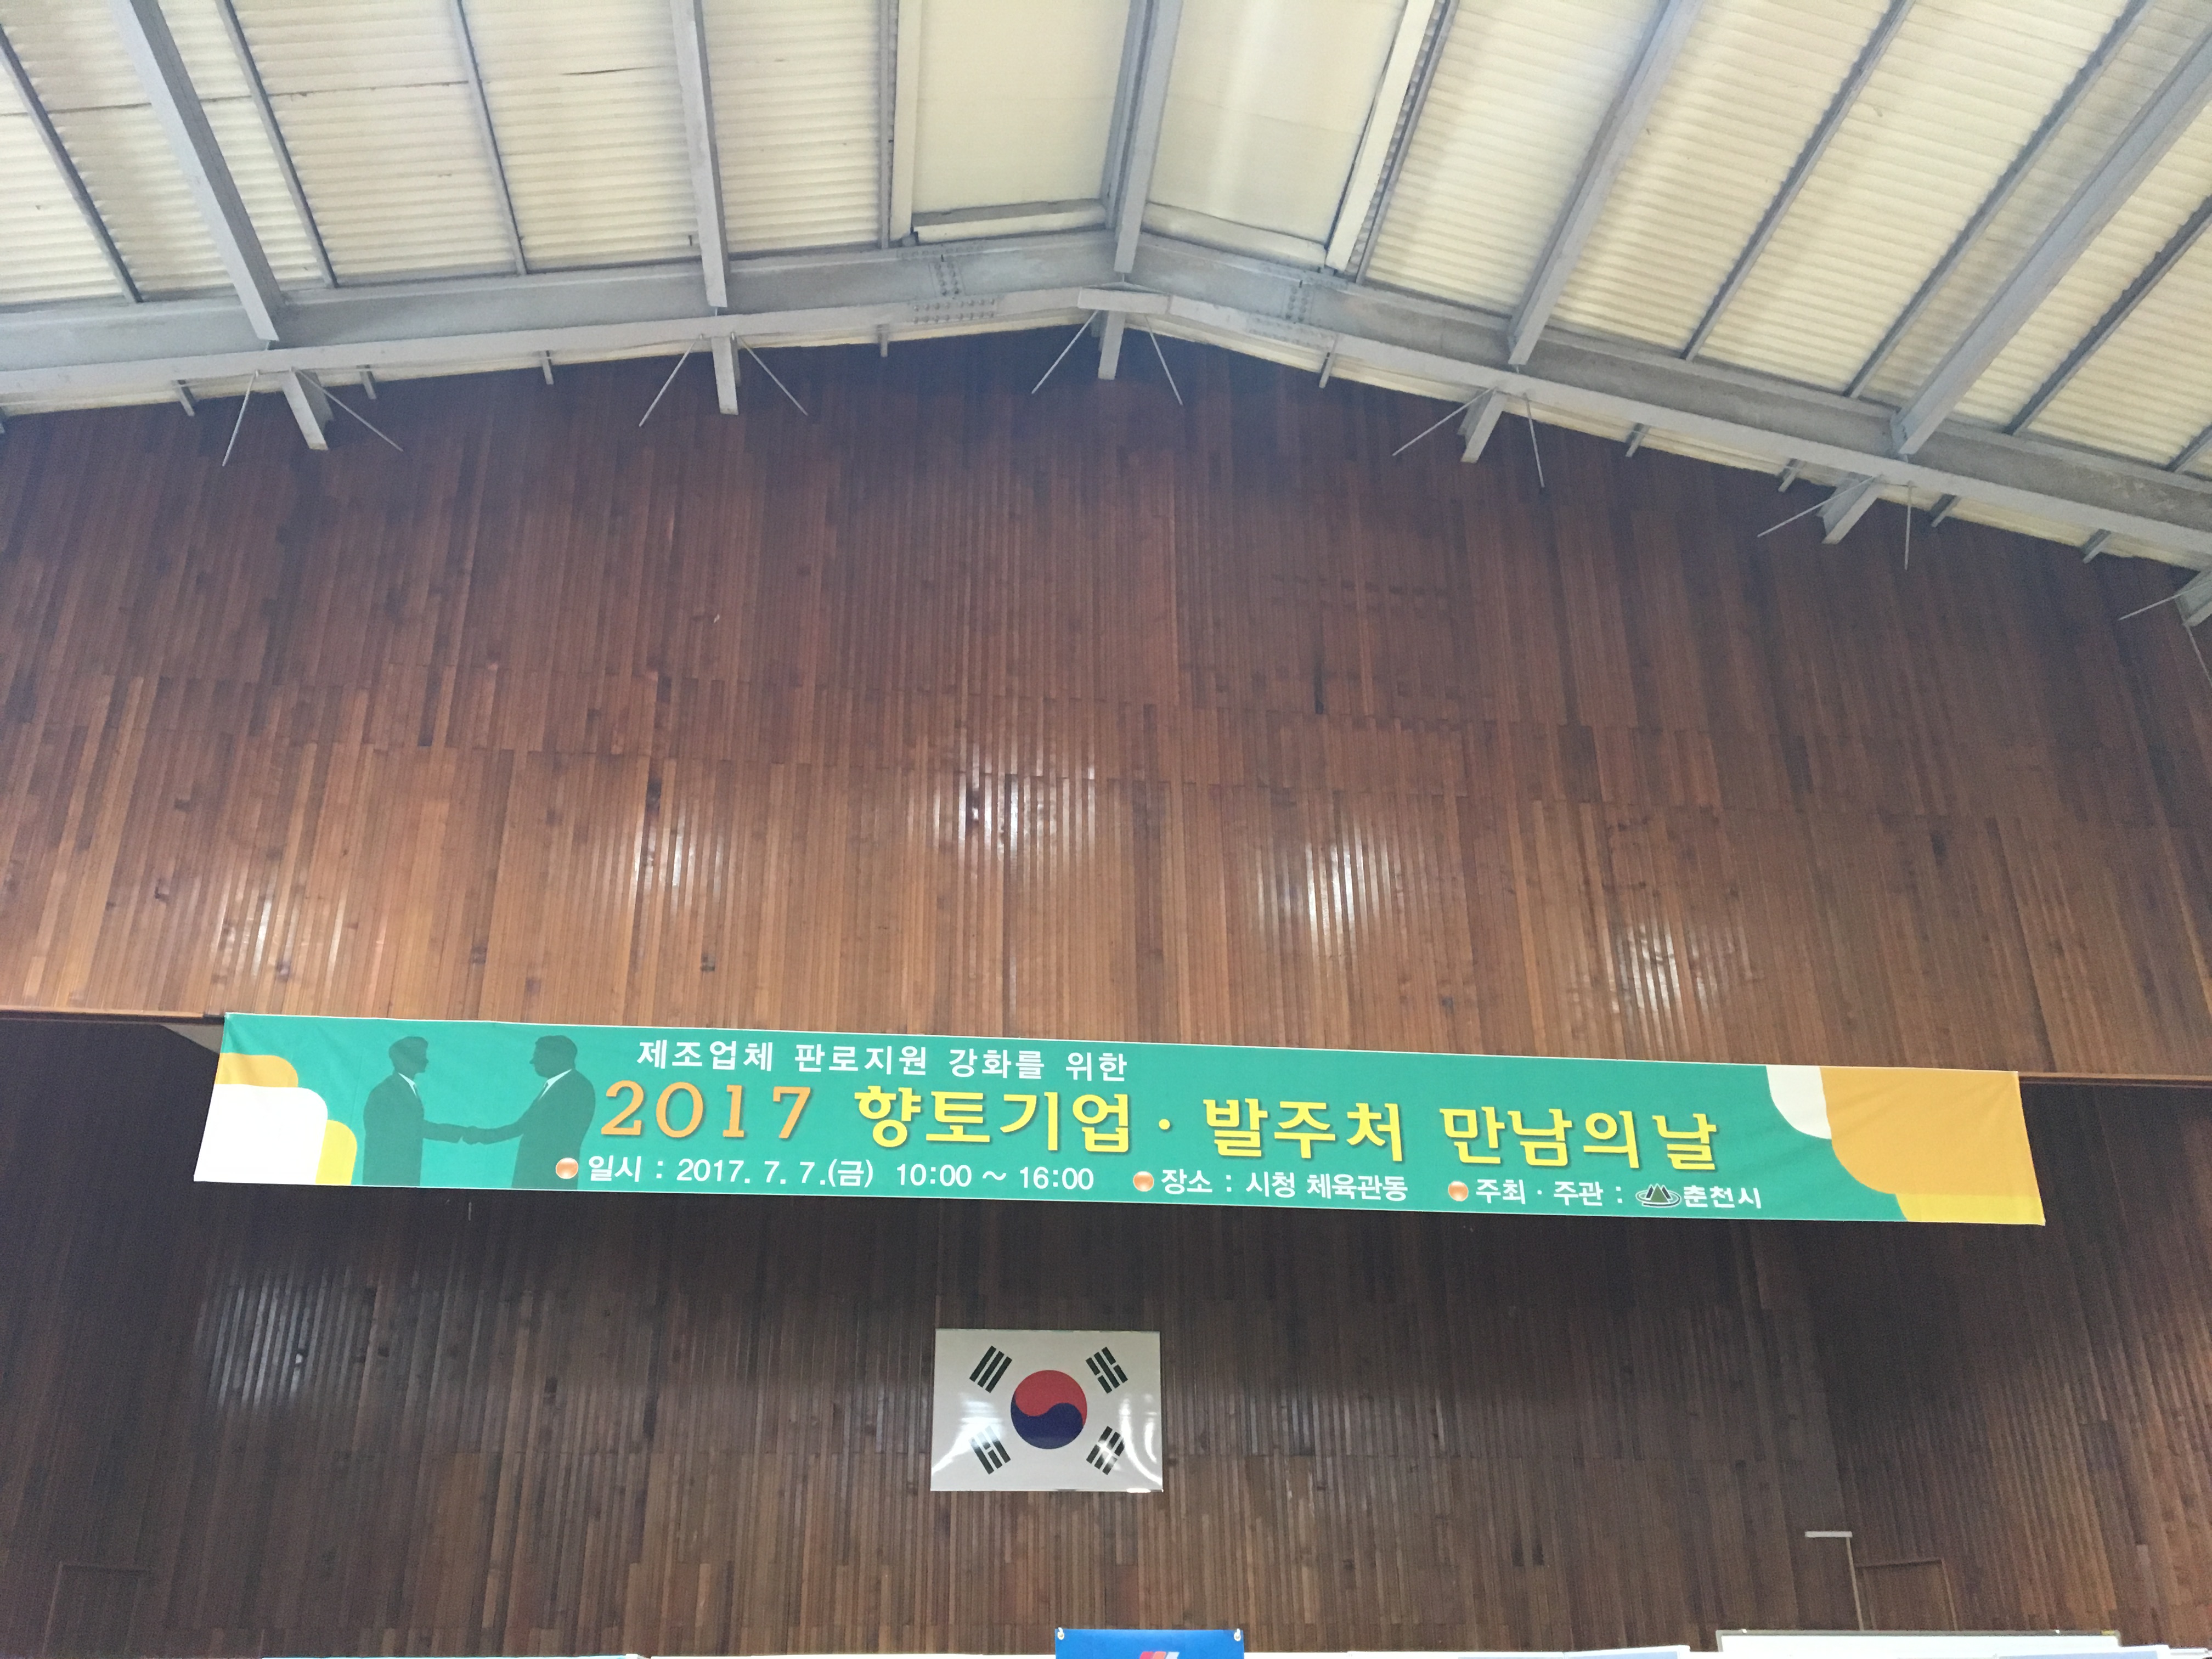 제조업체 판로지원 강화를 위한
2017 향토기업 · 발주처 만남의 날
일시 : 2017. 7. 7.(금) 10:00 ~ 16:00 장소 : 시청 체육관동 주최 · 주관 : 춘천시